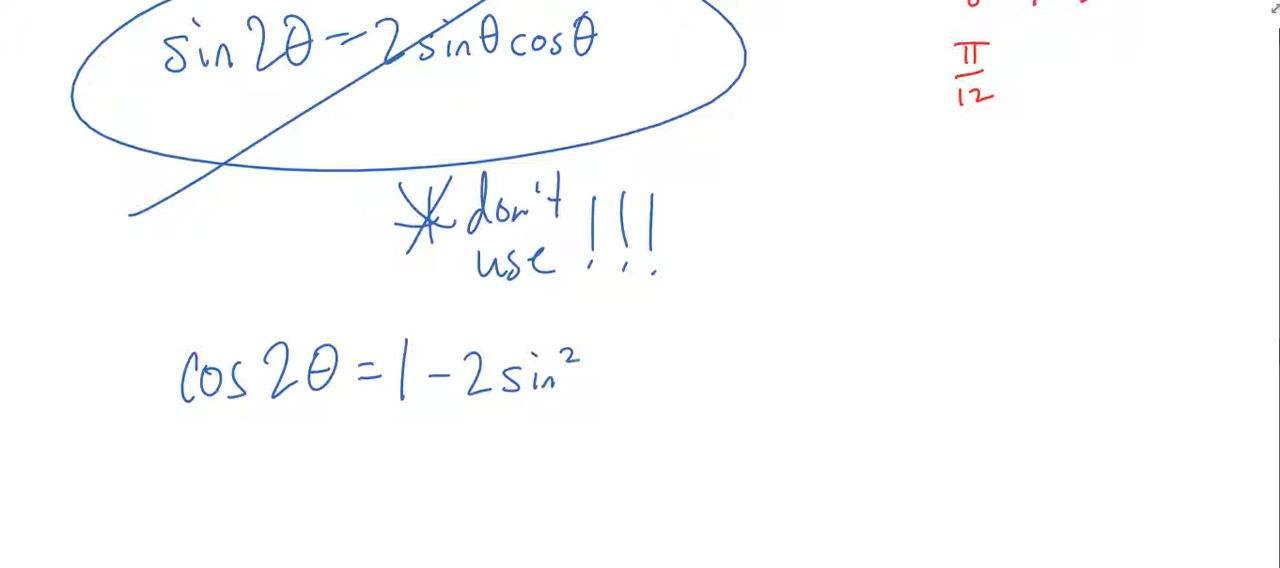 sin 2θ = 2 sinθ cosθ
π
12
* don't
use !!!
cos 2θ = 1 - 2 sin²